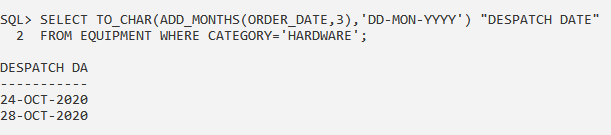 SQL> SELECT TO_CHAR(ADD_MONTHS(ORDER_DATE,3),'DD-MON-YYYY') "DESPATCH DATE"
  2  FROM EQUIPMENT WHERE CATEGORY='HARDWARE';
DESPATCH DA
-----------
24-OCT-2020
28-OCT-2020